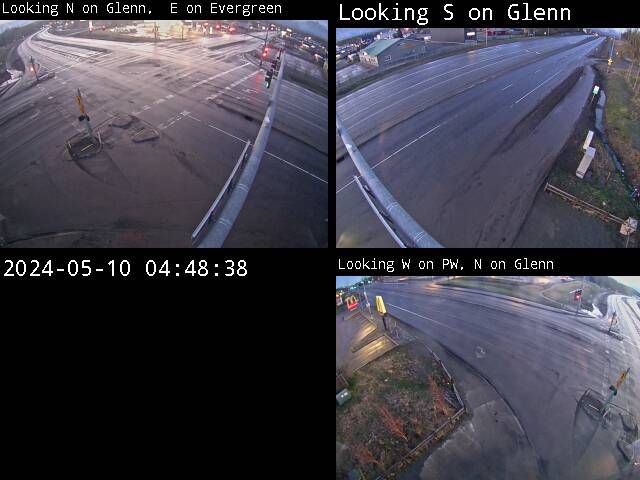 Looking N on Glenn,  E on Evergreen
Looking S on Glenn
2024-05-10 04:48:38
Looking W on PW, N on Glenn